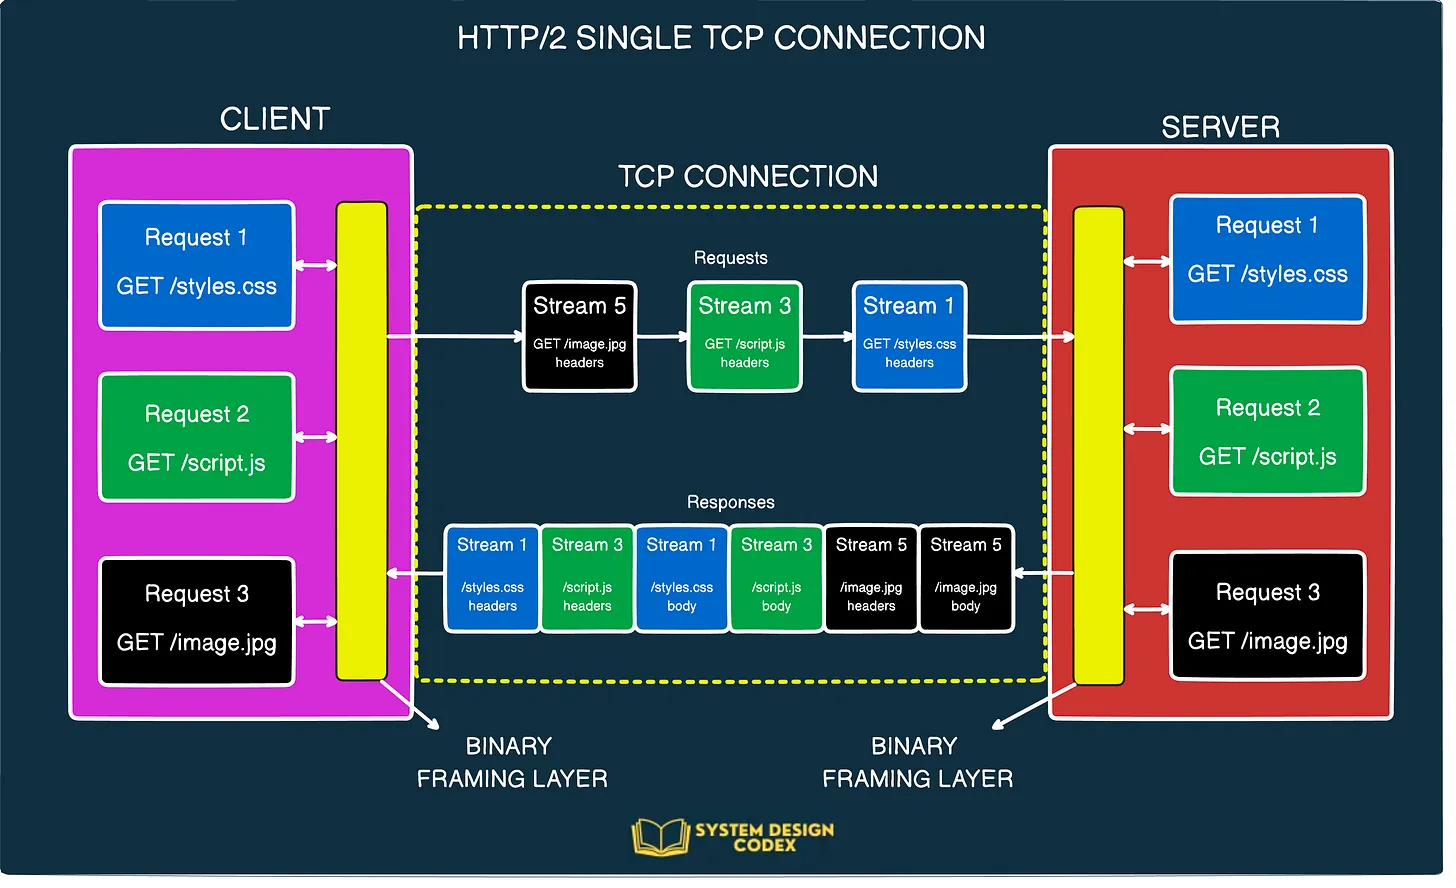 HTTP/2 SINGLE TCP CONNECTION
CLIENT
SERVER
TCP CONNECTION
Request 1
GET /styles.css
Request 2
GET /script.js
Request 3
GET /image.jpg
Requests
Stream 5
GET /image.jpg
headers
Stream 3
GET /script.js
headers
Stream 1
GET /styles.css
headers
Responses
Stream 1
/styles.css
headers
Stream 3
/script.js
headers
Stream 1
/styles.css
body
Stream 3
/script.js
body
Stream 5
/image.jpg
headers
Stream 5
/image.jpg
body
Request 1
GET /styles.css
Request 2
GET /script.js
Request 3
GET /image.jpg
BINARY
FRAMING LAYER
BINARY
FRAMING LAYER
SYSTEM DESIGN
CODEX